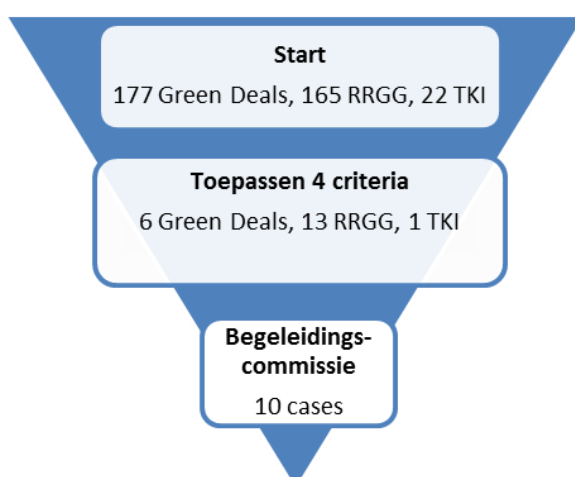 Start
177 Green Deals, 165 RRGG, 22 TKI
Toepassen 4 criteria
6 Green Deals, 13 RRGG, 1 TKI
Begeleidings-
commissie
10 cases